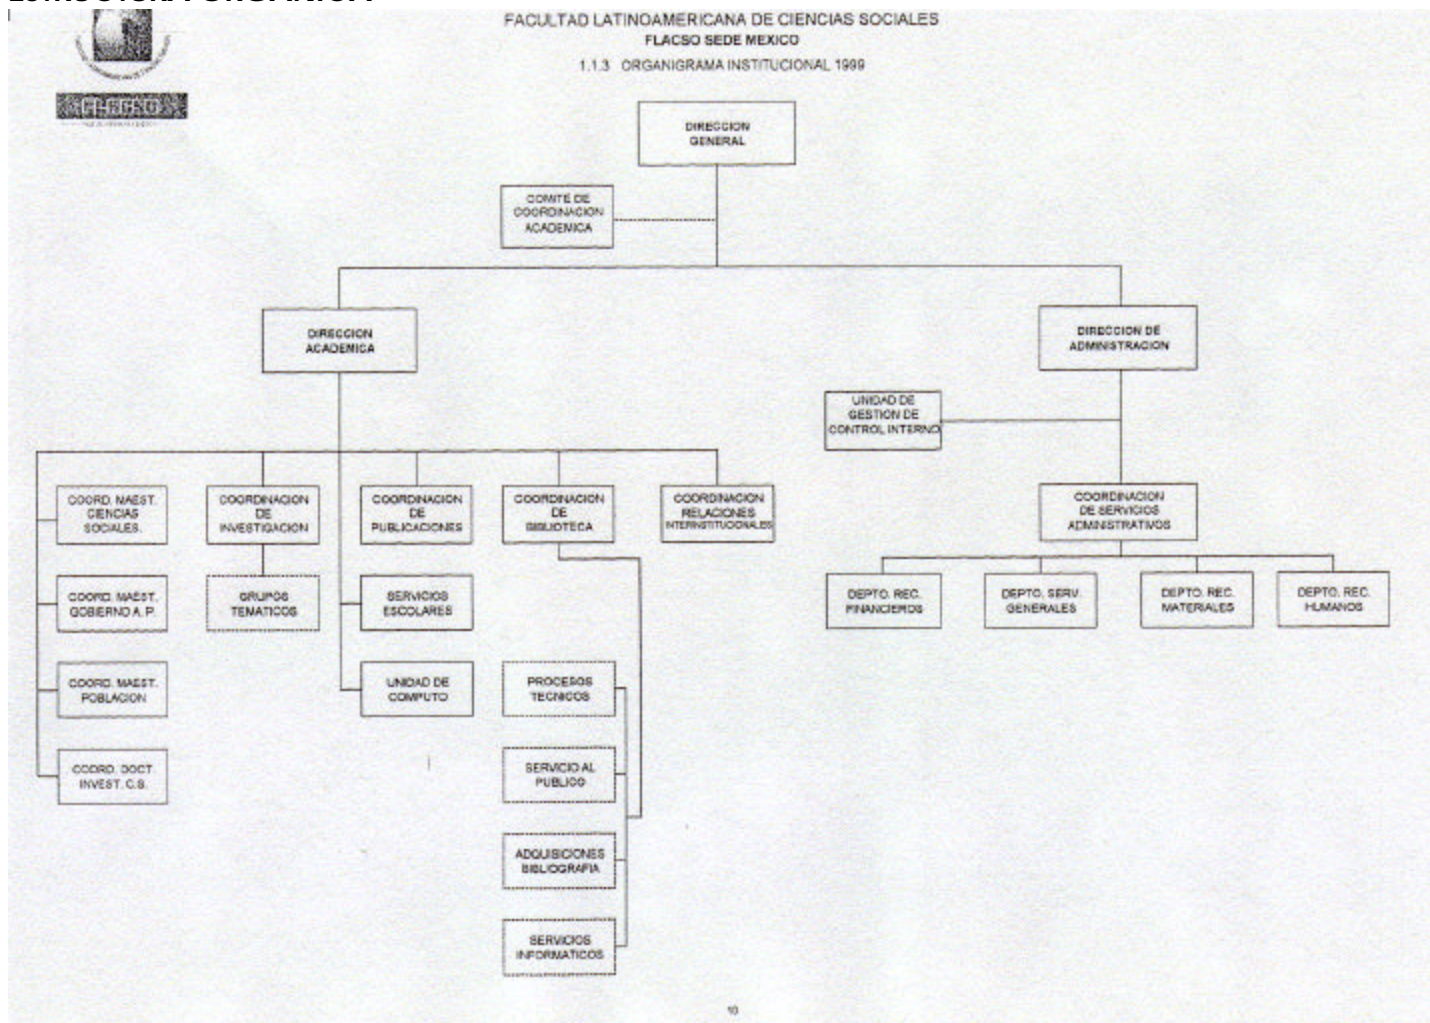 ESTRUCTURA ORGÁNICA
FACULTAD LATINOAMERICANA DE CIENCIAS SOCIALES
FLACSO SEDE MEXICO
1.1.3 ORGANIGRAMA INSTITUCIONAL 1999
DIRECCION
GENERAL
COMITE DE
COORDINACION
ACADEMICA
DIRECCION
ACADEMICA
DIRECCION DE
ADMINISTRACION
UNIDAD DE
GESTION DE
CONTROL INTERNO
COORD. MAEST.
CIENCIAS
SOCIALES.
COORDINACION
DE
INVESTIGACION
COORDINACION
DE
PUBLICACIONES
COORDINACION
DE
BIBLIOTECA
COORDINACION
RELACIONES
INTERINSTITUCIONALES
COORDINACION
DE SERVICIOS
ADMINISTRATIVOS
COORD. MAEST.
GOBIERNO A.P.
GRUPOS
TEMATICOS
SERVICIOS
ESCOLARES
DEPTO. REC.
FINANCIEROS
DEPTO. SERV.
GENERALES
DEPTO. REC.
MATERIALES
DEPTO. REC.
HUMANOS
COORD. MAEST.
POBLACION
UNIDAD DE
COMPUTO
PROCESOS
TECNICOS
COORD. DOCT.
INVEST. C.S.
SERVICIO AL
PUBLICO
ADQUISICIONES
BIBLIOGRAFIA
SERVICIOS
INFORMATICOS
10